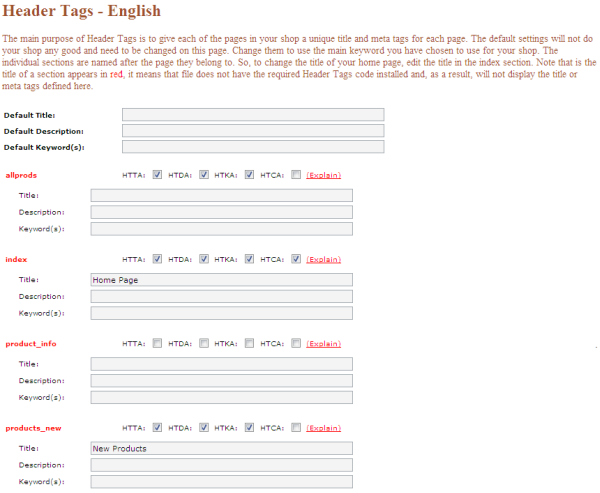 Header Tags - English
The main purpose of Header Tags is to give each of the pages in your shop a unique title and meta tags for each page. The default settings will not do
your shop any good and need to be changed on this page. Change them to use the main keyword you have chosen to use for your shop. The
individual sections are named after the page they belong to. So, to change the title of your home page, edit the title in the index section. Note that is the
title of a section appears in red, it means that file does not have the required Header Tags code installed and, as a result, will not display the title or
meta tags defined here.
Default Title:
Default Description:
Default Keyword(s):
allprods HTTA: HTDA: HTKA: HTCA: (Explain)
Title:
Description:
Keyword(s):
index HTTA: HTDA: HTKA: HTCA: (Explain)
Title: Home Page
Description:
Keyword(s):
product_info HTTA: HTDA: HTKA: HTCA: (Explain)
Title:
Description:
Keyword(s):
products_new HTTA: HTDA: HTKA: HTCA: (Explain)
Title: New Products
Description:
Keyword(s):